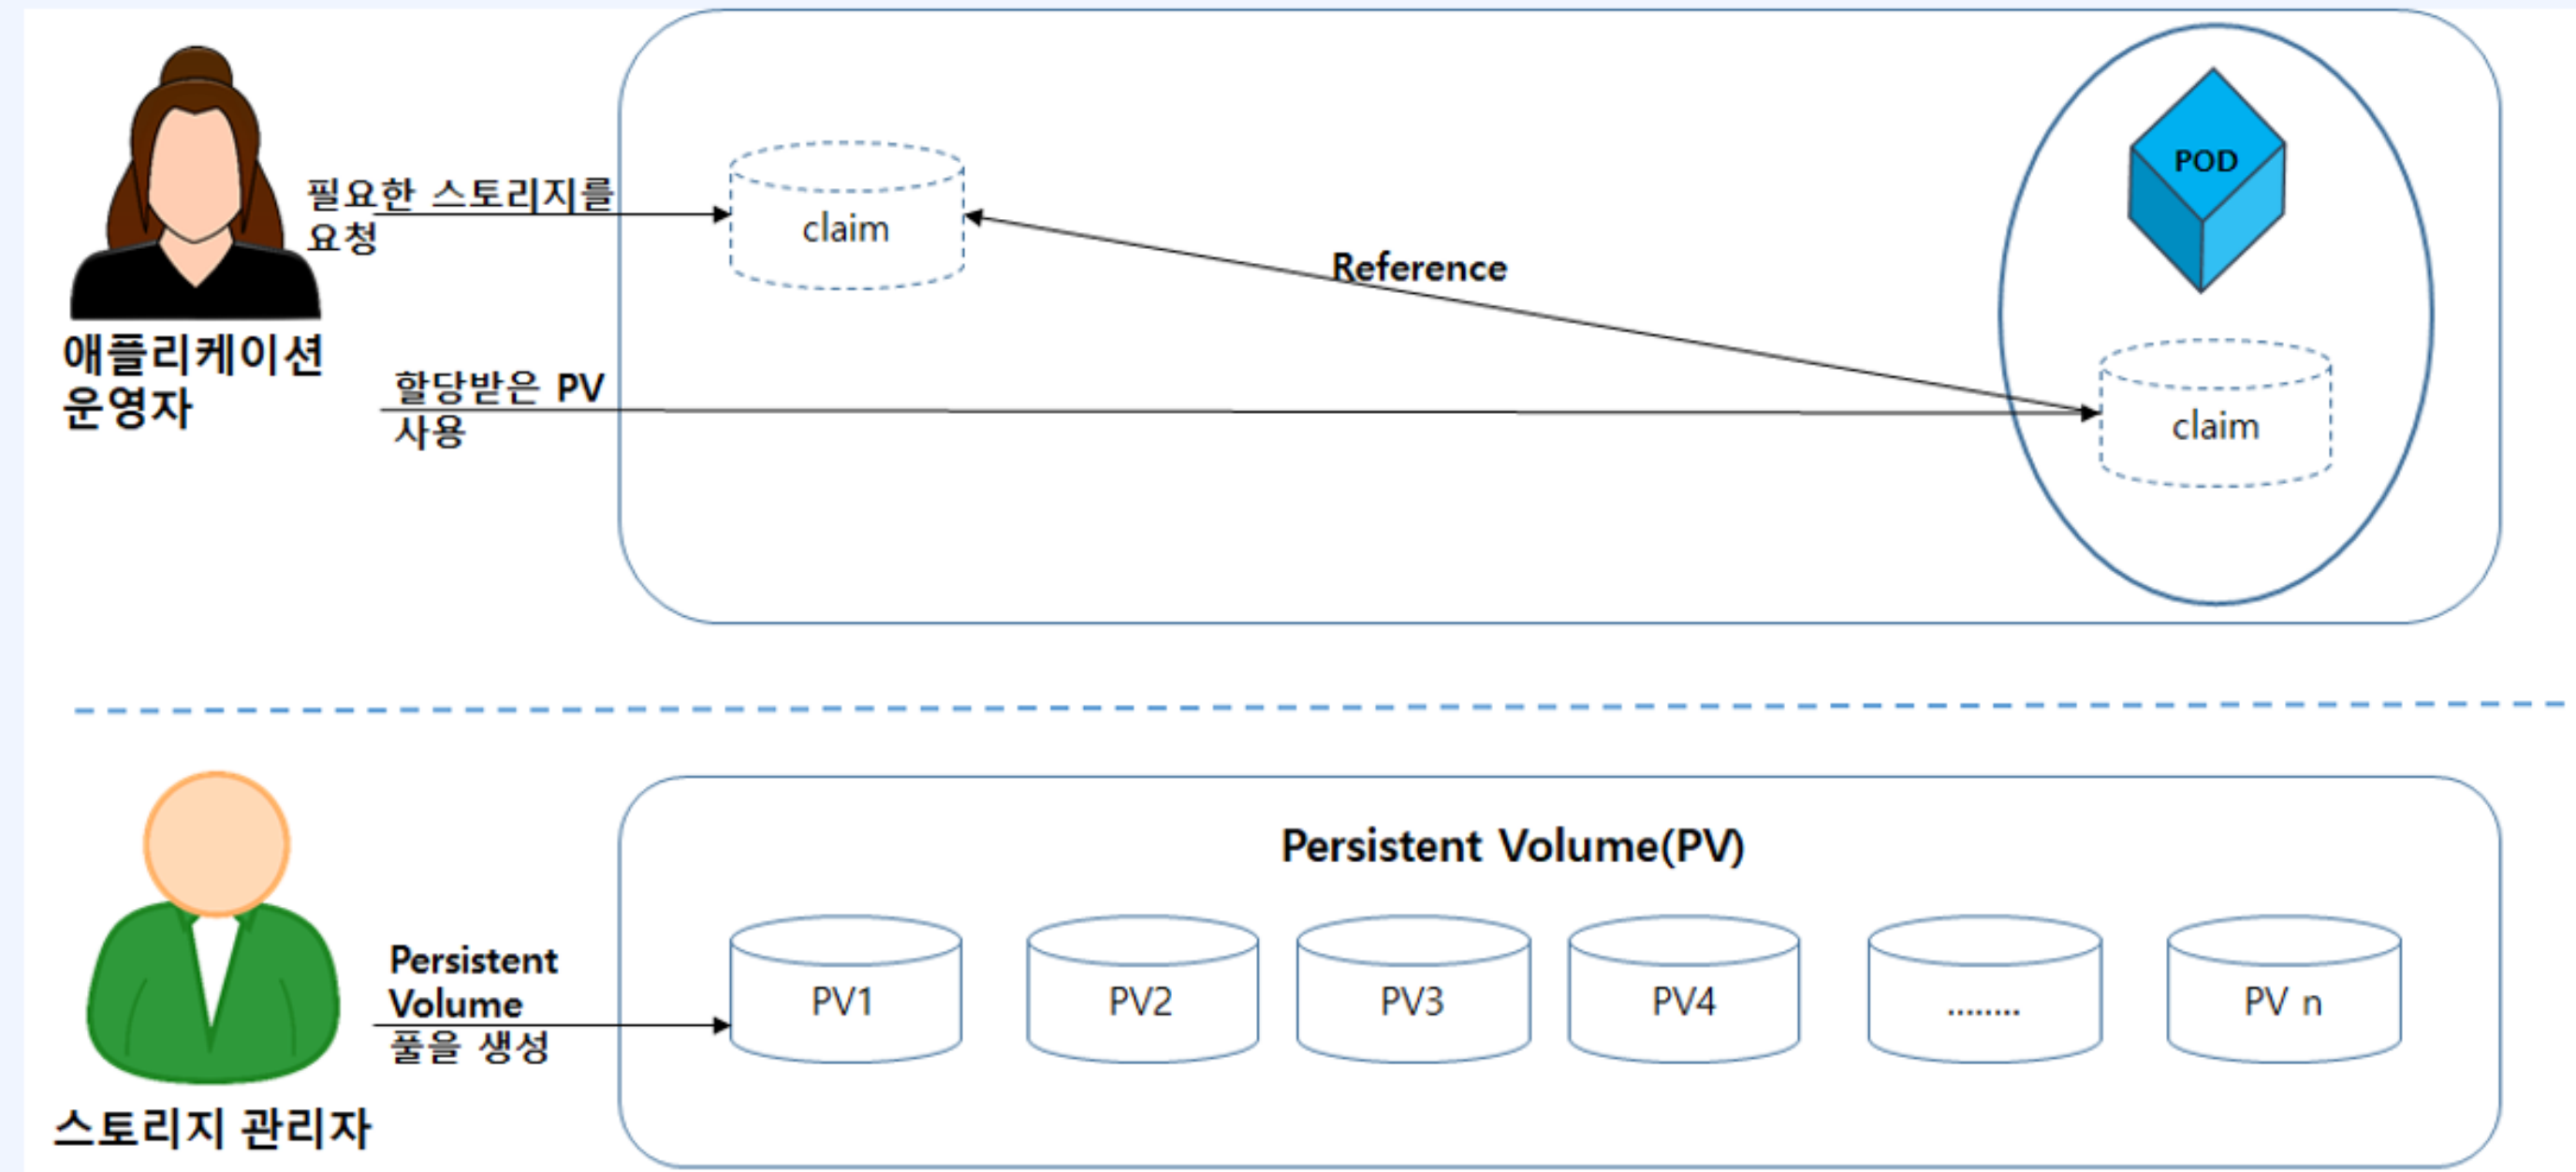 필요한 스토리지를
요청
claim
POD
Reference
애플리케이션
운영자
할당받은 PV
사용
claim
Persistent Volume(PV)
Persistent
Volume
풀을 생성
PV1
PV2
PV3
PV4
........
PV n
스토리지 관리자